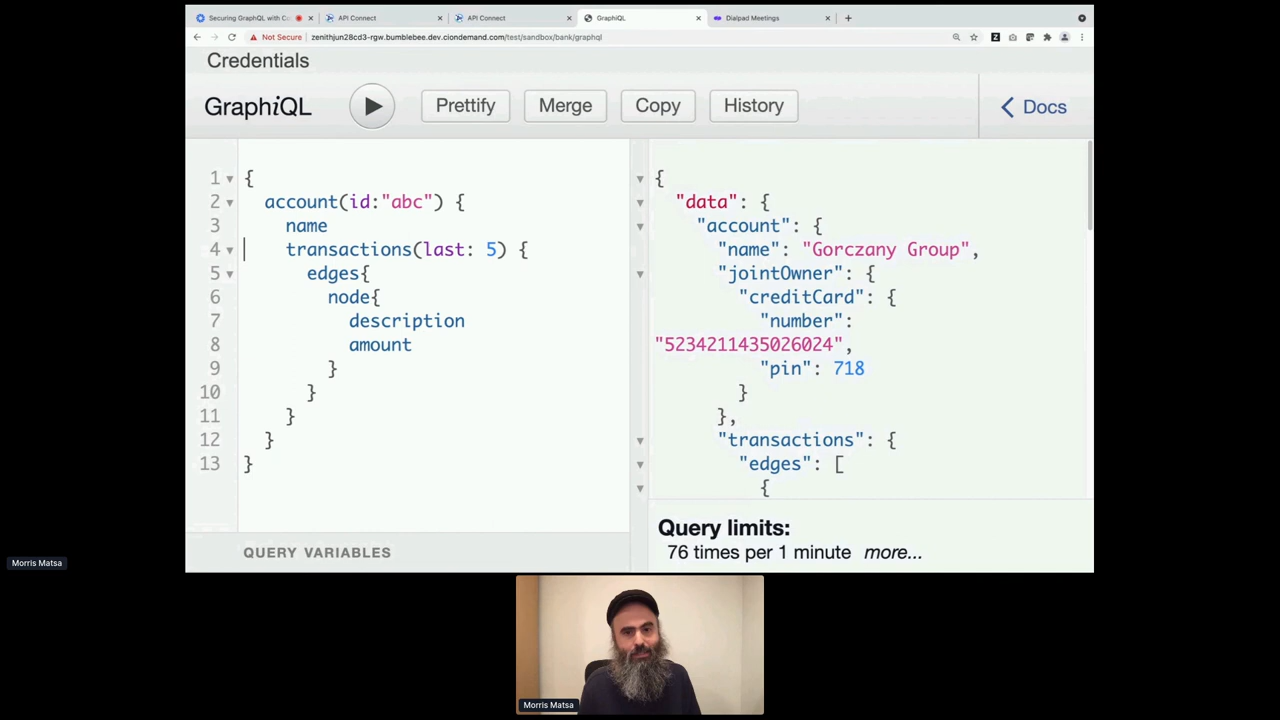 Securing GraphQL with Co
API Connect
API Connect
GraphiQL
Dialpad Meetings
Not Secure
zenithjun28cd3-rgw.bumblebee.dev.ciondemand.com/test/sandbox/bank/graphql
Credentials
GraphiQL
Prettify
Merge
Copy
History
Docs
1 {
2 account(id:"abc") {
3 name
4 transactions(last: 5) {
5 edges{
6 node{
7 description
8 amount
9 }
10 }
11 }
12 }
13 }
QUERY VARIABLES
{
"data": {
"account": {
"name": "Gorczany Group",
"jointOwner": {
"creditCard": {
"number":
"5234211435026024",
"pin": 718
}
},
"transactions": {
"edges": [
{
Query limits:
76 times per 1 minute more...
Morris Matsa
Morris Matsa